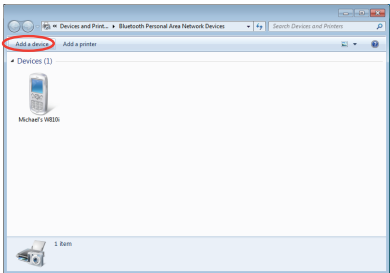 « Devices and Print... ▸ Bluetooth Personal Area Network Devices
Search Devices and Printers
Add a device    Add a printer
Devices (1)
Michael's W810i
1 item